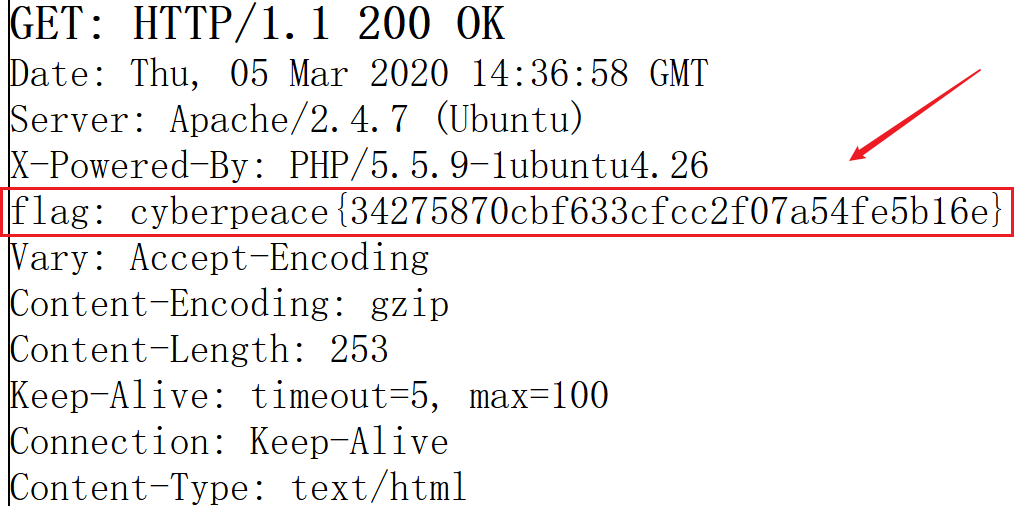 GET: HTTP/1.1 200 OK
Date: Thu, 05 Mar 2020 14:36:58 GMT
Server: Apache/2.4.7 (Ubuntu)
X-Powered-By: PHP/5.5.9-1ubuntu4.26
flag: cyberpeace{34275870cbf633cfcc2f07a54fe5b16e}
Vary: Accept-Encoding
Content-Encoding: gzip
Content-Length: 253
Keep-Alive: timeout=5, max=100
Connection: Keep-Alive
Content-Type: text/html